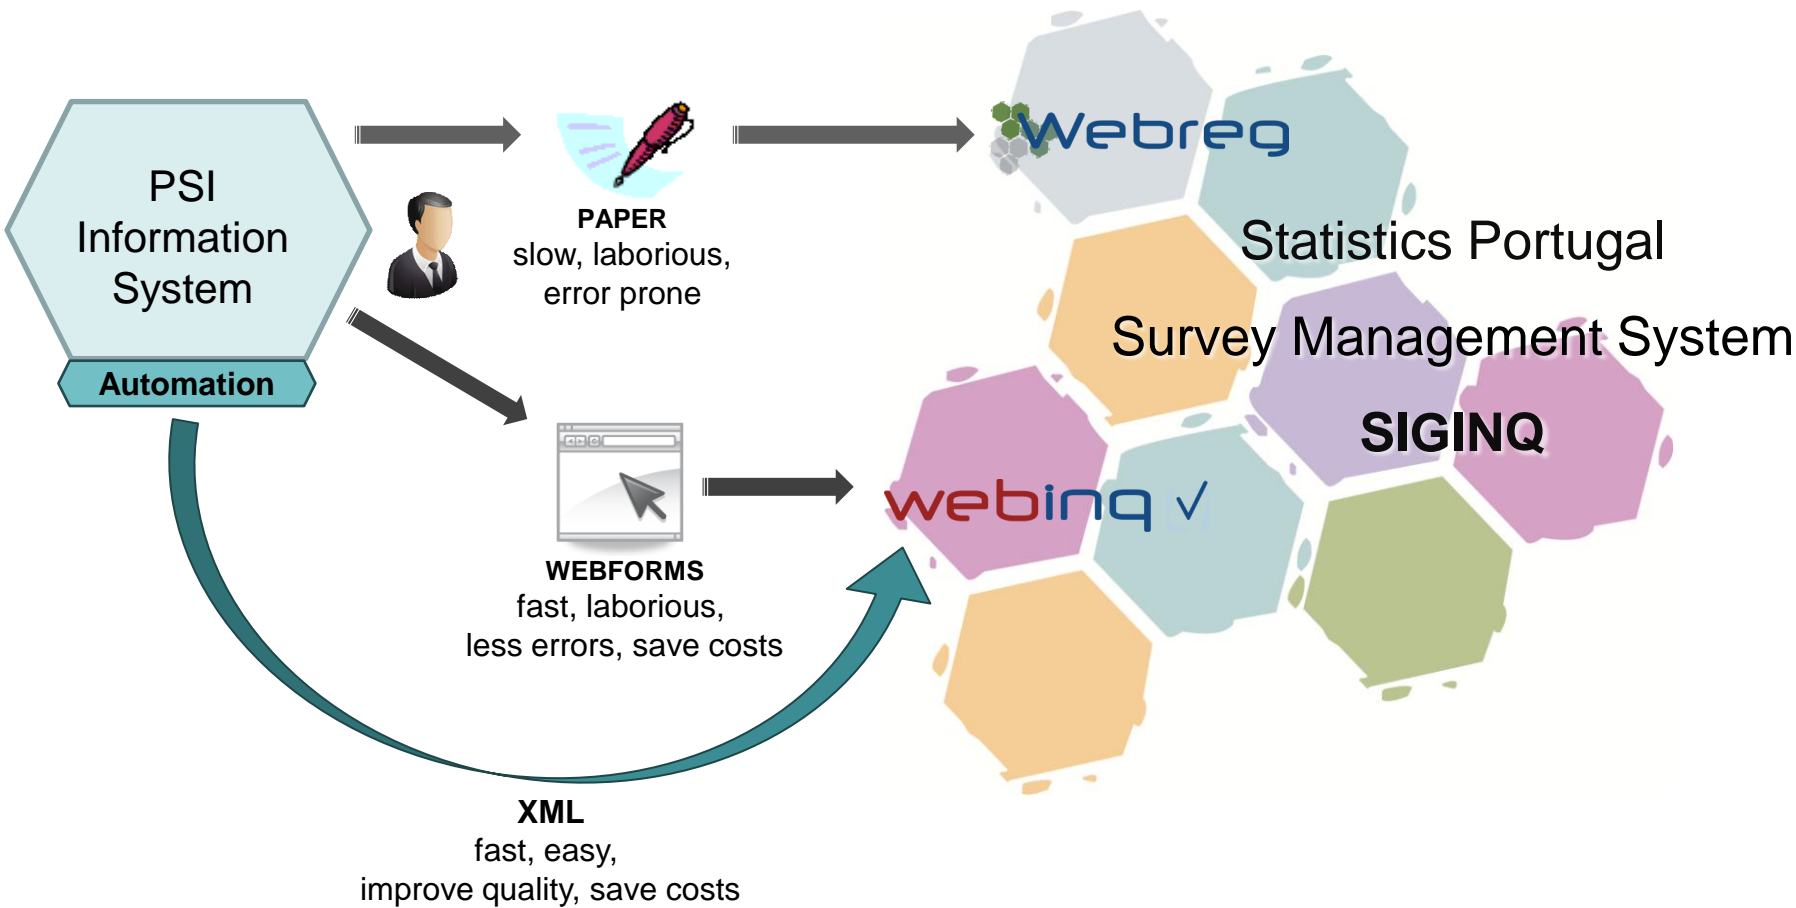 PSI
Information
System
Automation
PAPER
slow, laborious,
error prone
WEBFORMS
fast, laborious,
less errors, save costs
XML
fast, easy,
improve quality, save costs
Webreg
Statistics Portugal
Survey Management System
SIGINQ
webinq